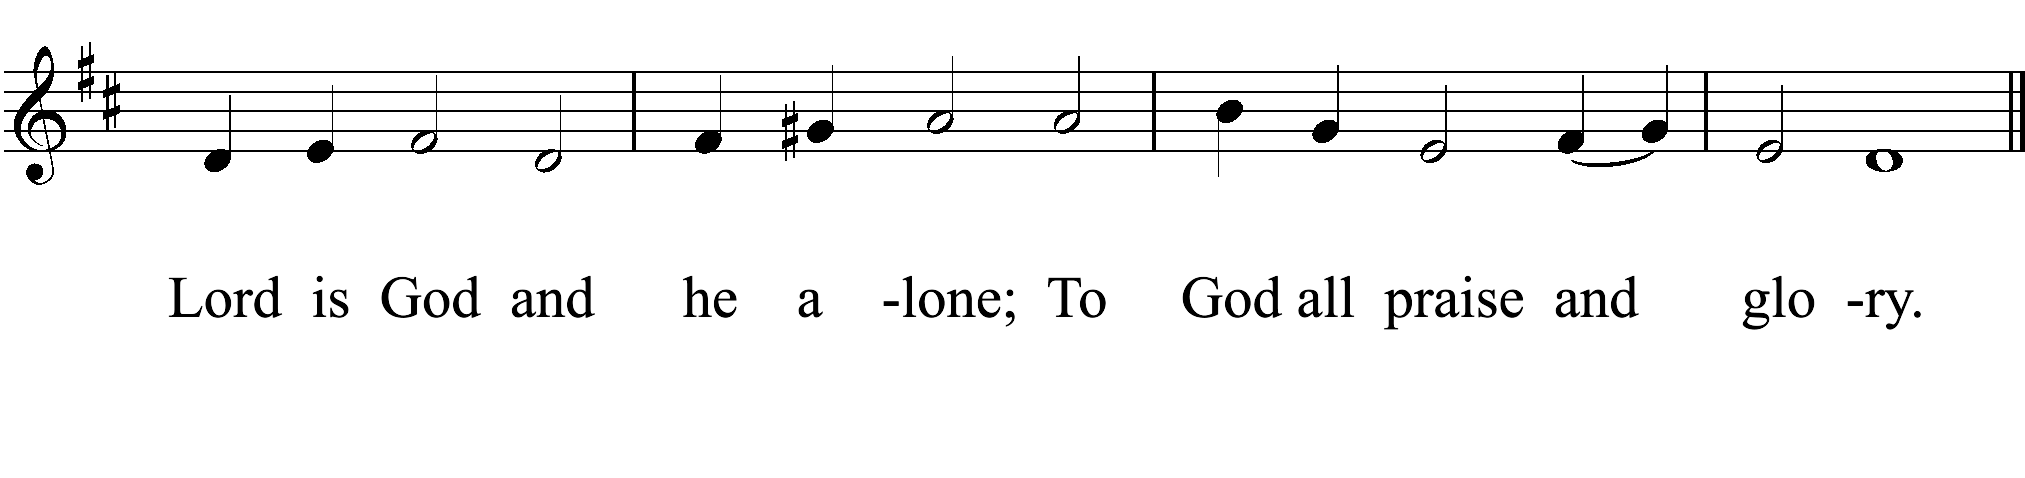 Lord is God and he a -lone; To God all praise and glo -ry.